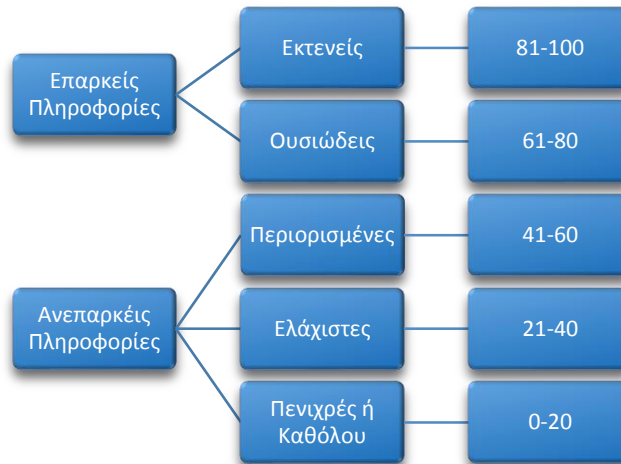 Επαρκείς
Πληροφορίες
Εκτενείς
81-100
Ουσιώδεις
61-80
Ανεπαρκέις
Πληροφορίες
Περιορισμένες
41-60
Ελάχιστες
21-40
Πενιχρές ή
Καθόλου
0-20